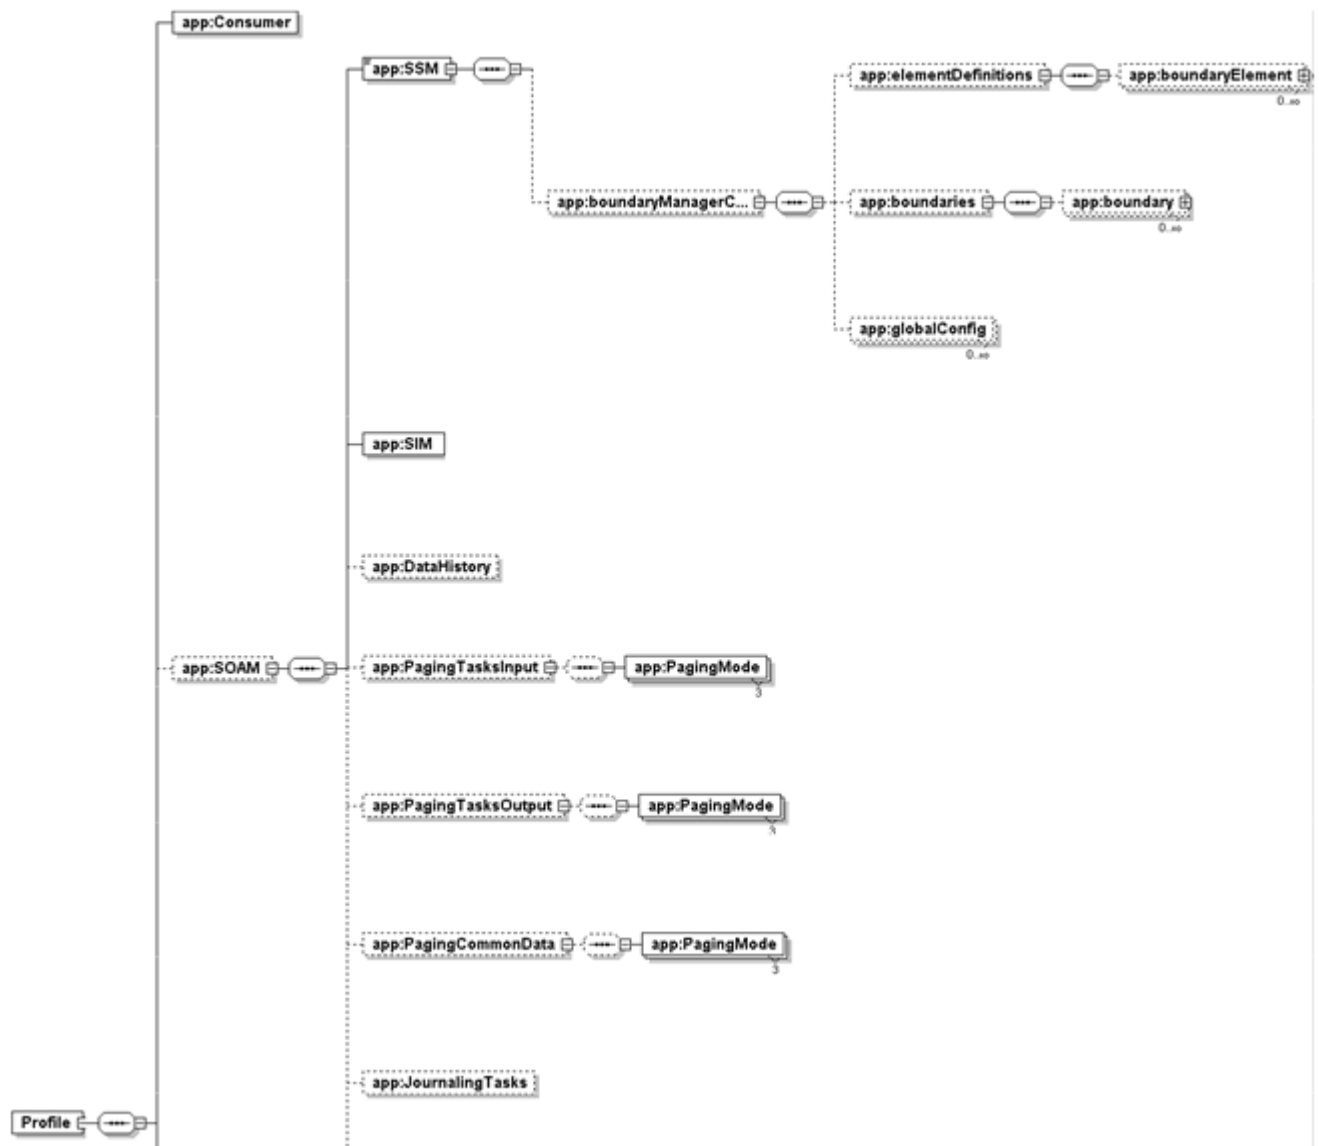 app:Consumer
app:SSM
app:elementDefinitions
app:boundaryElement
0..∞
app:boundaryManagerC...
app:boundaries
app:boundary
0..∞
app:globalConfig
0..∞
app:SIM
app:DataHistory
app:SOAM
app:PagingTasksInput
app:PagingMode
3
app:PagingTasksOutput
app:PagingMode
3
app:PagingCommonData
app:PagingMode
3
app:JournalingTasks
Profile